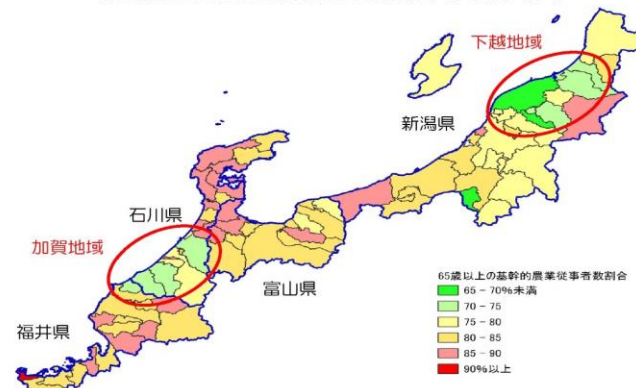 下越地域
新潟県
石川県
加賀地域
富山県
福井県
65歳以上の基幹的農業従事者数割合
65 - 70%未満
70 - 75
75 - 80
80 - 85
85 - 90
90%以上